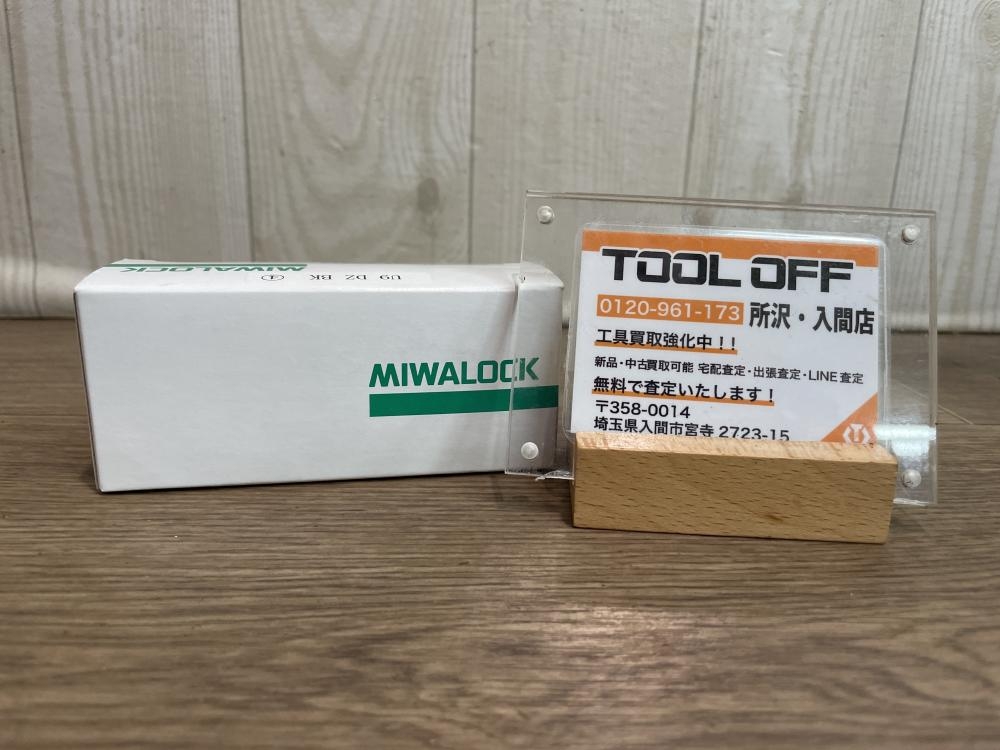 MIWALOCK
U9 DZ BK ④
MIWALOCK
TOOL OFF
0120-961-173 所沢・入間店
工具買取強化中！！
新品・中古買取可能 宅配査定・出張査定・LINE査定
無料で査定いたします！
〒358-0014
埼玉県入間市宮寺 2723-15